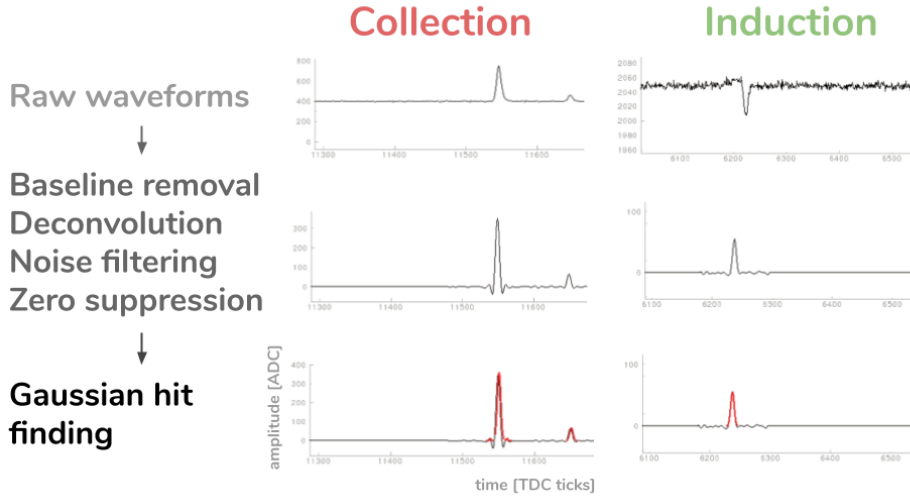 Collection
Induction
Raw waveforms
800
600
400
200
0
11300 11400 11500 11600
2080
2060
2040
2020
2000
1980
1960
6100 6200 6300 6400 6500
Baseline removal
Deconvolution
Noise filtering
Zero suppression
300
200
100
0
11300 11400 11500 11600
100
0
6100 6200 6300 6400 6500
Gaussian hit
finding
amplitude [ADC]
400
300
200
100
0
11300 11400 11500 11600
time [TDC ticks]
100
0
6100 6200 6300 6400 6500